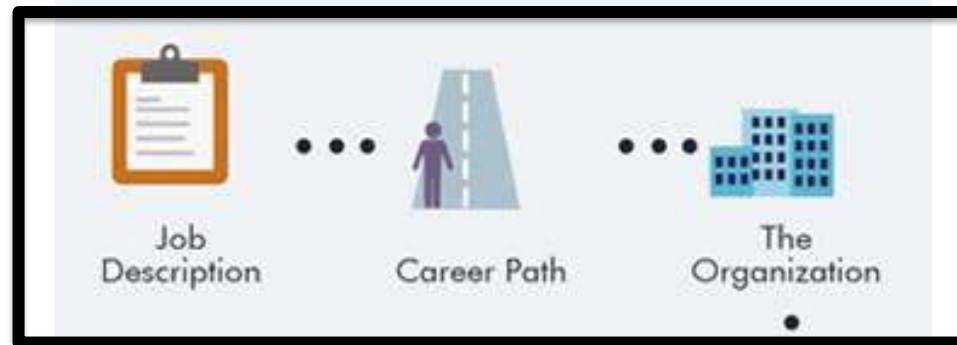 Job
Description
Career Path
The
Organization